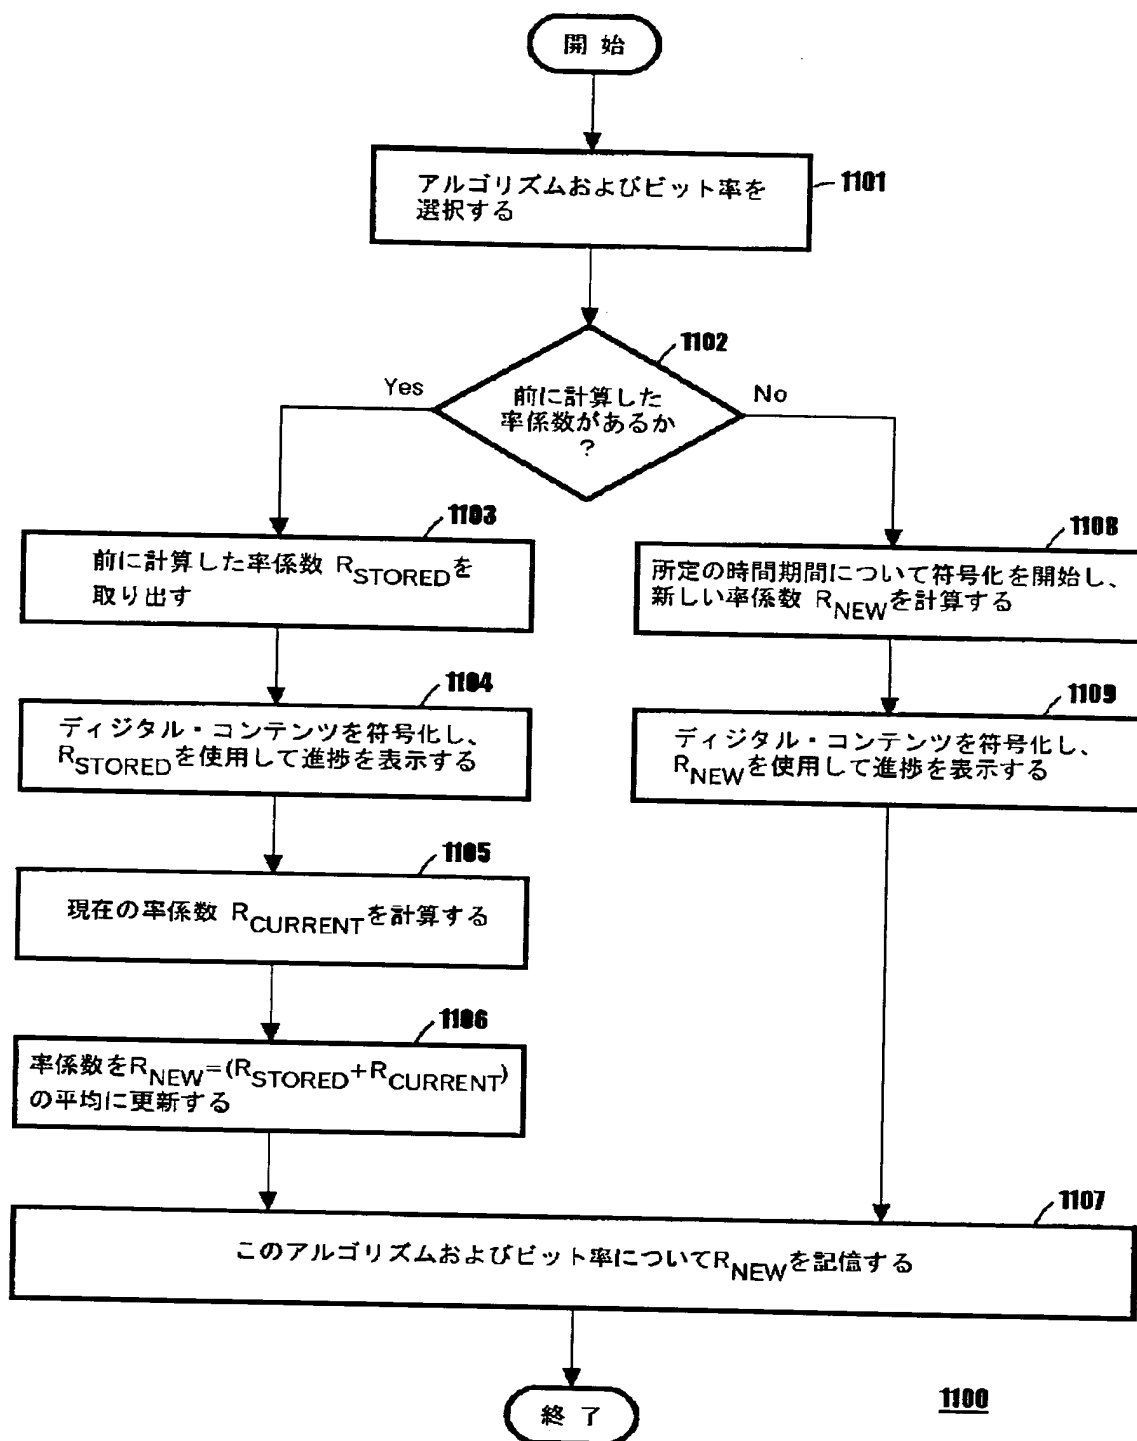 開始
アルゴリズムおよびビット率を
選択する
1101
1102
前に計算した
率係数があるか
?
Yes
No
1103
前に計算した率係数 RSTOREDを
取り出す
1108
所定の時間期間について符号化を開始し、
新しい率係数 RNEWを計算する
1104
ディジタル・コンテンツを符号化し、
RSTOREDを使用して進捗を表示する
1109
ディジタル・コンテンツを符号化し、
RNEWを使用して進捗を表示する
1105
現在の率係数 RCURRENTを計算する
1106
率係数をRNEW=(RSTORED+RCURRENT)
の平均に更新する
1107
このアルゴリズムおよびビット率についてRNEWを記憶する
終了
1100